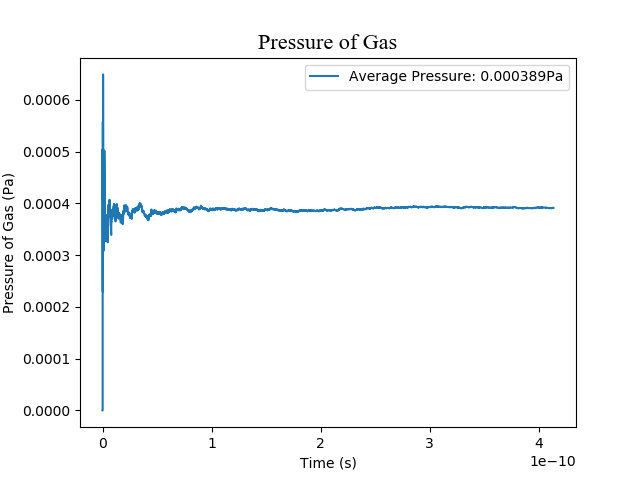 Pressure of Gas
Average Pressure: 0.000389Pa
Pressure of Gas (Pa)
0.0006
0.0005
0.0004
0.0003
0.0002
0.0001
0.0000
0 1 2 3 4
1e−10
Time (s)